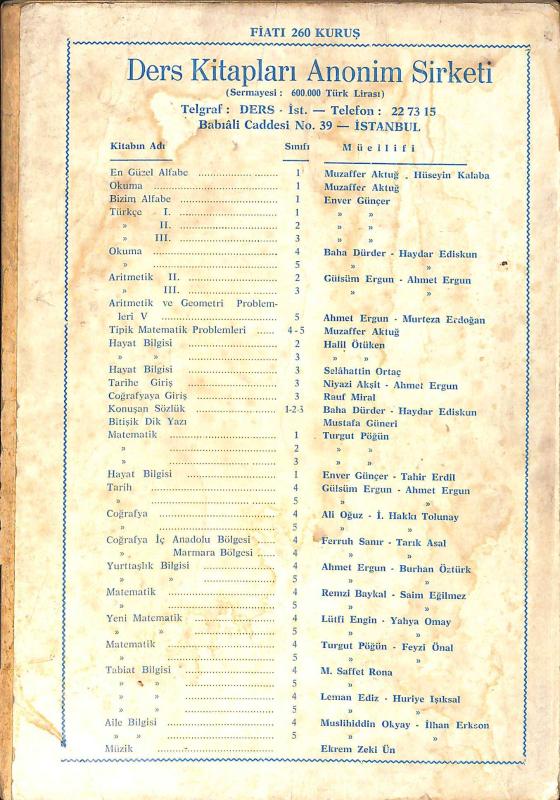 FİATI 260 KURUŞ
Ders Kitapları Anonim Sirketi
(Sermayesi : 600.000 Türk Lirası)
Telgraf : DERS - İst. — Telefon : 22 73 15
Babıâli Caddesi No. 39 — İSTANBUL
Kitabın Adı Sınıfı Müellifi
En Güzel Alfabe .................... 1 Muzaffer Aktuğ - Hüseyin Kalaba
Okuma .................... 1 Muzaffer Aktuğ
Bizim Alfabe .................... 1 Enver Günçer
Türkçe I. .................... 1 » »
» II. .................... 2 » »
» III. .................... 3 » »
Okuma .................... 4 Baha Dürder - Haydar Ediskun
» .................... 5 » »
Aritmetik II. .................... 2 Gülsüm Ergun - Ahmet Ergun
» III. .................... 3 » »
Aritmetik ve Geometri Problem-
leri V .................... 5 Ahmet Ergun - Murteza Erdoğan
Tipik Matematik Problemleri ...... 4-5 Muzaffer Aktuğ
Hayat Bilgisi .................... 2 Halil Ötüken
» » .................... 3 » »
Hayat Bilgisi .................... 3 Selâhattin Ortaç
Tarihe Giriş .................... 3 Niyazi Akşit - Ahmet Ergun
Coğrafyaya Giriş .................... 3 Rauf Miral
Konuşan Sözlük .................... 1-2-3 Baha Dürder - Haydar Ediskun
Bitişik Dik Yazı Mustafa Güneri
Matematik .................... 1 Turgut Pöğün
» .................... 2 » »
» .................... 3 » »
Hayat Bilgisi .................... 1 Enver Günçer - Tahir Erdil
Tarih .................... 4 Gülsüm Ergun - Ahmet Ergun
» .................... 5 » »
Coğrafya .................... 4 Ali Oğuz - İ. Hakkı Tolunay
» .................... 5 » »
Coğrafya İç Anadolu Bölgesi ...... 4 Ferruh Sanır - Tarık Asal
» Marmara Bölgesi ...... 4 » »
Yurttaşlık Bilgisi .................... 4 Ahmet Ergun - Burhan Öztürk
» » .................... 5 » »
Matematik .................... 4 Remzi Baykal - Saim Eğilmez
» .................... 5 » »
Yeni Matematik .................... 4 Lûtfi Engin - Yahya Omay
» » .................... 5 » »
Matematik .................... 4 Turgut Pöğün - Feyzi Önal
» .................... 5 » »
Tabiat Bilgisi .................... 4 M. Saffet Rona
» » .................... 5 »
» » .................... 4 Leman Ediz - Huriye Işıksal
» » .................... 5 » »
Aile Bilgisi .................... 4 Muslihiddin Okyay - İlhan Erkson
» » .................... 5 » »
Müzik .................... Ekrem Zeki Ün